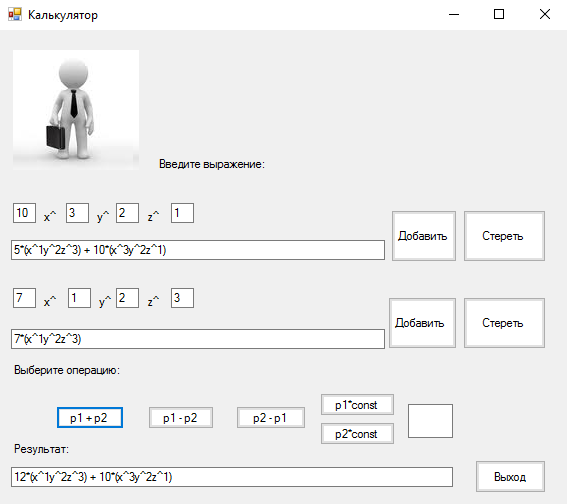 Калькулятор
Введите выражение:
10 x^ 3 y^ 2 z^ 1
Добавить Стереть
5*(x^1y^2z^3) + 10*(x^3y^2z^1)
7 x^ 1 y^ 2 z^ 3
Добавить Стереть
7*(x^1y^2z^3)
Выберите операцию:
p1*const
p1 + p2 p1 - p2 p2 - p1
p2*const
Результат:
12*(x^1y^2z^3) + 10*(x^3y^2z^1) Выход